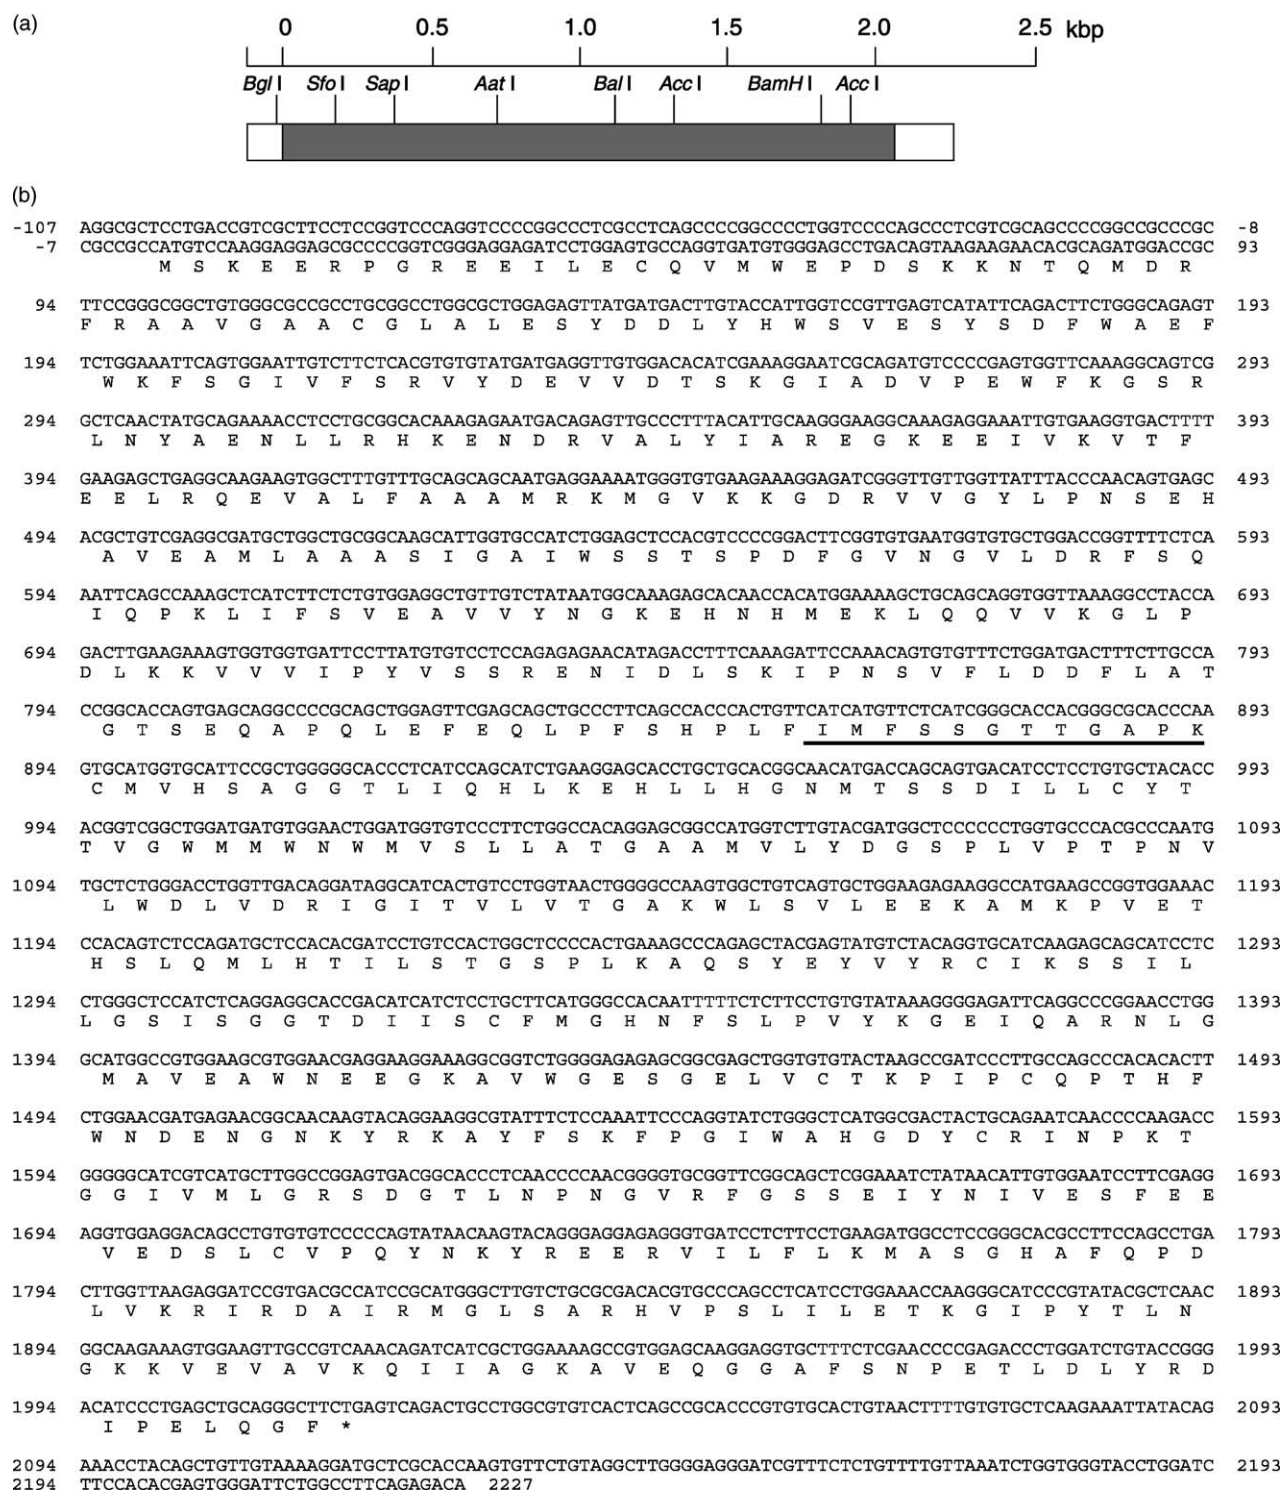 (a)
0 0.5 1.0 1.5 2.0 2.5 kbp
Bgl I Sfo I Sap I Aat I Bal I Acc I BamH I Acc I
(b)
-107 AGGCGCTCCTGACCGTCGCTTCCTCCGGTCCCAGGTCCCCGGCCCTCGCCTCAGCCCCGGCCCCTGGTCCCCAGCCCTCGTCGCAGCCCCGGCCGCCCGC -8
-7 CGCCGCCATGTCCAAGGAGGAGCGCCCCGGTCGGGAGGAGATCCTGGAGTGCCAGGTGATGTGGGAGCCTGACAGTAAGAAGAACACGCAGATGGACCGC 93
M S K E E R P G R E E I L E C Q V M W E P D S K K N T Q M D R
94 TTCCGGGCGGCTGTGGGCGCCGCCTGCGGCCTGGCGCTGGAGAGTTATGATGACTTGTACCATTGGTCCGTTGAGTCATATTCAGACTTCTGGGCAGAGT 193
F R A A V G A A C G L A L E S Y D D L Y H W S V E S Y S D F W A E F
194 TCTGGAAATTCAGTGGAATTGTCTTCTCACGTGTGTATGATGAGGTTGTGGACACATCGAAAGGAATCGCAGATGTCCCCGAGTGGTTCAAAGGCAGTCG 293
W K F S G I V F S R V Y D E V V D T S K G I A D V P E W F K G S R
294 GCTCAACTATGCAGAAAACCTCCTGCGGCACAAAGAGAATGACAGAGTTGCCCTTTACATTGCAAGGGAAGGCAAAGAGGAAATTGTGAAGGTGACTTTT 393
L N Y A E N L L R H K E N D R V A L Y I A R E G K E E I V K V T F
394 GAAGAGCTGAGGCAAGAAGTGGCTTTGTTTGCAGCAGCAATGAGGAAAATGGGTGTGAAGAAAGGAGATCGGGTTGTTGGTTATTTACCCAACAGTGAGC 493
E E L R Q E V A L F A A A M R K M G V K K G D R V V G Y L P N S E H
494 ACGCTGTCGAGGCGATGCTGGCTGCGGCAAGCATTGGTGCCATCTGGAGCTCCACGTCCCCGGACTTCGGTGTGAATGGTGTGCTGGACCGGTTTTCTCA 593
A V E A M L A A A S I G A I W S S T S P D F G V N G V L D R F S Q
594 AATTCAGCCAAAGCTCATCTTCTCTGTGGAGGCTGTTGTCTATAATGGCAAAGAGCACAACCACATGGAAAAGCTGCAGCAGGTGGTTAAAGGCCTACCA 693
I Q P K L I F S V E A V V Y N G K E H N H M E K L Q Q V V K G L P
694 GACTTGAAGAAAGTGGTGGTGATTCCTTATGTGTCCTCCAGAGAGAACATAGACCTTTCAAAGATTCCAAACAGTGTGTTTCTGGATGACTTTCTTGCCA 793
D L K K V V V I P Y V S S R E N I D L S K I P N S V F L D D F L A T
794 CCGGCACCAGTGAGCAGGCCCCGCAGCTGGAGTTCGAGCAGCTGCCCTTCAGCCACCCACTGTTCATCATGTTCTCATCGGGCACCACGGGCGCACCCAA 893
G T S E Q A P Q L E F E Q L P F S H P L F I M F S S G T T G A P K
894 GTGCATGGTGCATTCCGCTGGGGGCACCCTCATCCAGCATCTGAAGGAGCACCTGCTGCACGGCAACATGACCAGCAGTGACATCCTCCTGTGCTACACC 993
C M V H S A G G T L I Q H L K E H L L H G N M T S S D I L L C Y T
994 ACGGTCGGCTGGATGATGTGGAACTGGATGGTGTCCCTTCTGGCCACAGGAGCGGCCATGGTCTTGTACGATGGCTCCCCCCTGGTGCCCACGCCCAATG 1093
T V G W M M W N W M V S L L A T G A A M V L Y D G S P L V P T P N V
1094 TGCTCTGGGACCTGGTTGACAGGATAGGCATCACTGTCCTGGTAACTGGGGCCAAGTGGCTGTCAGTGCTGGAAGAGAAGGCCATGAAGCCGGTGGAAAC 1193
L W D L V D R I G I T V L V T G A K W L S V L E E K A M K P V E T
1194 CCACAGTCTCCAGATGCTCCACACGATCCTGTCCACTGGCTCCCCACTGAAAGCCCAGAGCTACGAGTATGTCTACAGGTGCATCAAGAGCAGCATCCTC 1293
H S L Q M L H T I L S T G S P L K A Q S Y E Y V Y R C I K S S I L
1294 CTGGGCTCCATCTCAGGAGGCACCGACATCATCTCCTGCTTCATGGGCCACAATTTTTCTCTTCCTGTGTATAAAGGGGAGATTCAGGCCCGGAACCTGG 1393
L G S I S G G T D I I S C F M G H N F S L P V Y K G E I Q A R N L G
1394 GCATGGCCGTGGAAGCGTGGAACGAGGAAGGAAAGGCGGTCTGGGGAGAGAGCGGCGAGCTGGTGTGTACTAAGCCGATCCCTTGCCAGCCCACACACTT 1493
M A V E A W N E E G K A V W G E S G E L V C T K P I P C Q P T H F
1494 CTGGAACGATGAGAACGGCAACAAGTACAGGAAGGCGTATTTCTCCAAATTCCCAGGTATCTGGGCTCATGGCGACTACTGCAGAATCAACCCCAAGACC 1593
W N D E N G N K Y R K A Y F S K F P G I W A H G D Y C R I N P K T
1594 GGGGGCATCGTCATGCTTGGCCGGAGTGACGGCACCCTCAACCCCAACGGGGTGCGGTTCGGCAGCTCGGAAATCTATAACATTGTGGAATCCTTCGAGG 1693
G G I V M L G R S D G T L N P N G V R F G S S E I Y N I V E S F E E
1694 AGGTGGAGGACAGCCTGTGTGTCCCCCAGTATAACAAGTACAGGGAGGAGAGGGTGATCCTCTTCCTGAAGATGGCCTCCGGGCACGCCTTCCAGCCTGA 1793
V E D S L C V P Q Y N K Y R E E R V I L F L K M A S G H A F Q P D
1794 CTTGGTTAAGAGGATCCGTGACGCCATCCGCATGGGCTTGTCTGCGCGACACGTGCCCAGCCTCATCCTGGAAACCAAGGGCATCCCGTATACGCTCAAC 1893
L V K R I R D A I R M G L S A R H V P S L I L E T K G I P Y T L N
1894 GGCAAGAAAGTGGAAGTTGCCGTCAAACAGATCATCGCTGGAAAAGCCGTGGAGCAAGGAGGTGCTTTCTCGAACCCCGAGACCCTGGATCTGTACCGGG 1993
G K K V E V A V K Q I I A G K A V E Q G G A F S N P E T L D L Y R D
1994 ACATCCCTGAGCTGCAGGGCTTCTGAGTCAGACTGCCTGGCGTGTCACTCAGCCGCACCCGTGTGCACTGTAACTTTTGTGTGCTCAAGAAATTATACAG 2093
I P E L Q G F *
2094 AAACCTACAGCTGTTGTAAAAGGATGCTCGCACCAAGTGTTCTGTAGGCTTGGGGAGGGATCGTTTCTCTGTTTTGTTAAATCTGGTGGGTACCTGGATC 2193
2194 TTCCACACGAGTGGGATTCTGGCCTTCAGAGACA 2227